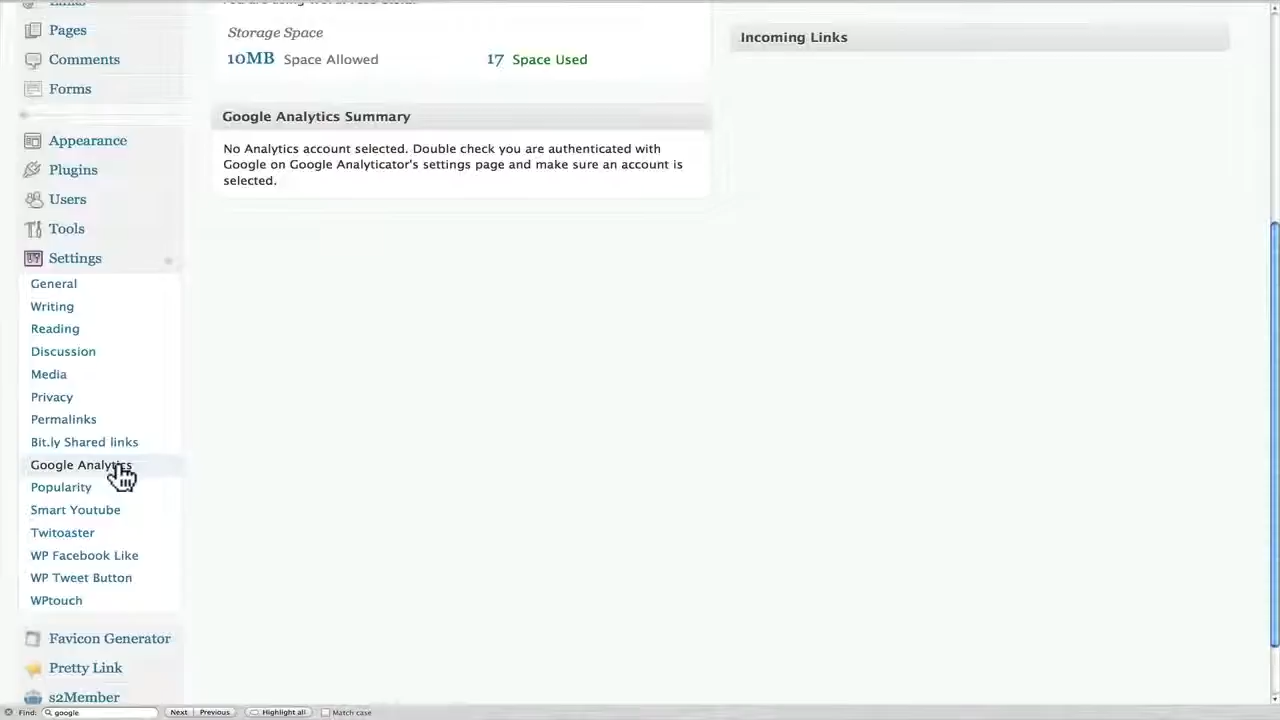 Links
Pages
Comments
Forms
Appearance
Plugins
Users
Tools
Settings
General
Writing
Reading
Discussion
Media
Privacy
Permalinks
Bit.ly Shared links
Google Analytics
Popularity
Smart Youtube
Twitoaster
WP Facebook Like
WP Tweet Button
WPtouch
Favicon Generator
Pretty Link
s2Member
Storage Space
10MB Space Allowed 17 Space Used
Google Analytics Summary
No Analytics account selected. Double check you are authenticated with
Google on Google Analyticator's settings page and make sure an account is
selected.
Incoming Links
Find: google Next Previous Highlight all Match case